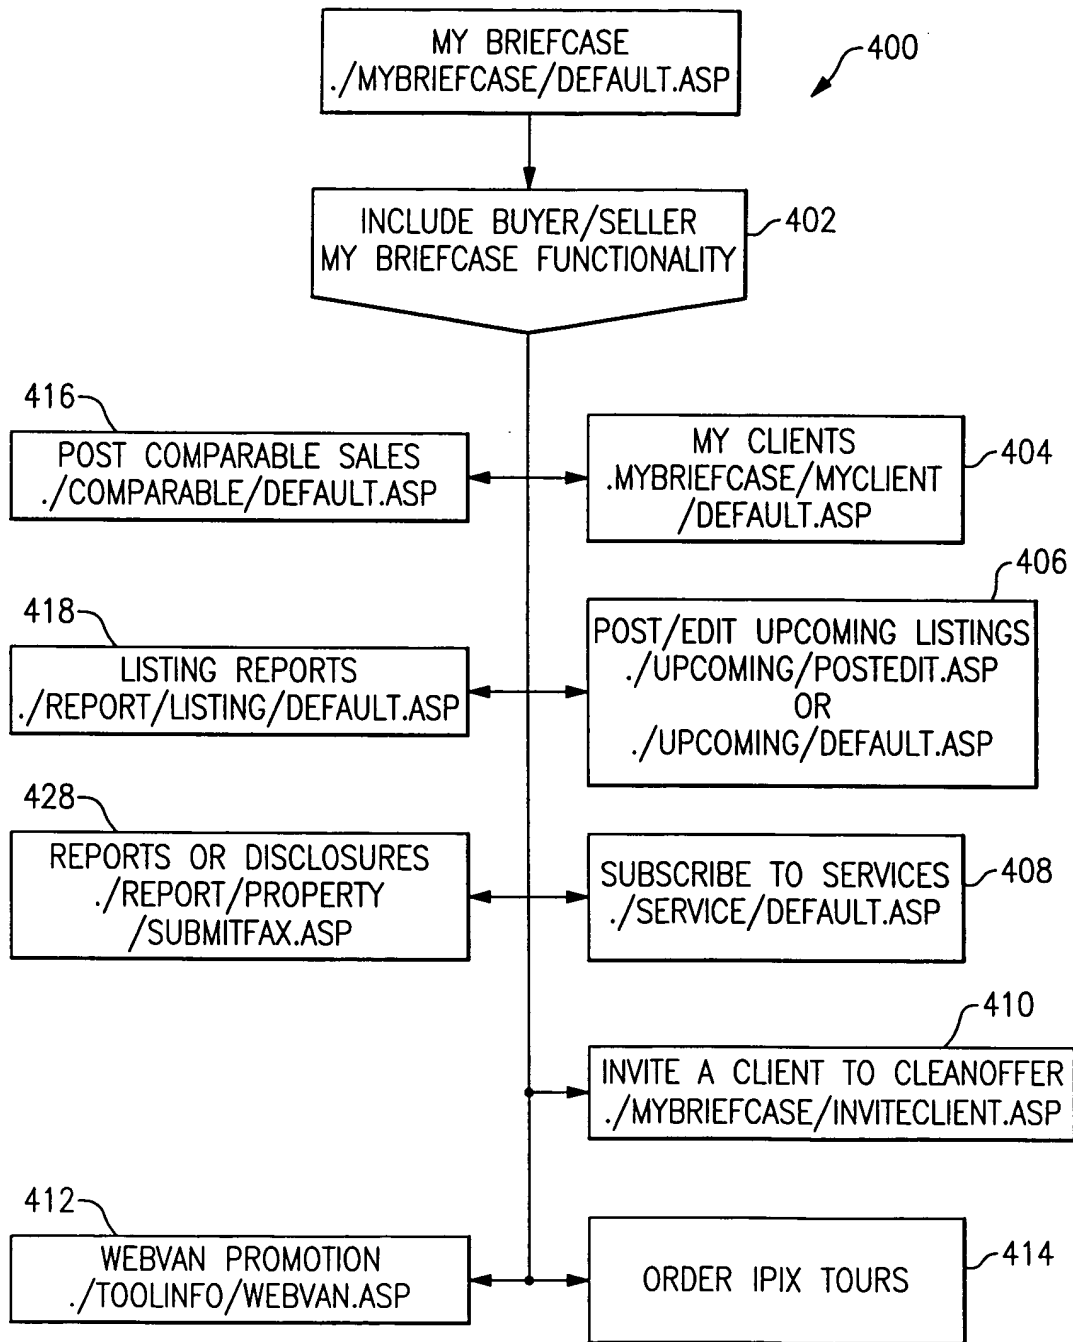 MY BRIEFCASE
./MYBRIEFCASE/DEFAULT.ASP
400
INCLUDE BUYER/SELLER
MY BRIEFCASE FUNCTIONALITY
402
416
POST COMPARABLE SALES
./COMPARABLE/DEFAULT.ASP
MY CLIENTS
.MYBRIEFCASE/MYCLIENT
/DEFAULT.ASP
404
418
LISTING REPORTS
./REPORT/LISTING/DEFAULT.ASP
406
POST/EDIT UPCOMING LISTINGS
./UPCOMING/POSTEDIT.ASP
OR
./UPCOMING/DEFAULT.ASP
428
REPORTS OR DISCLOSURES
./REPORT/PROPERTY
/SUBMITFAX.ASP
SUBSCRIBE TO SERVICES
./SERVICE/DEFAULT.ASP
408
410
INVITE A CLIENT TO CLEANOFFER
./MYBRIEFCASE/INVITECLIENT.ASP
412
WEBVAN PROMOTION
./TOOLINFO/WEBVAN.ASP
ORDER IPIX TOURS
414